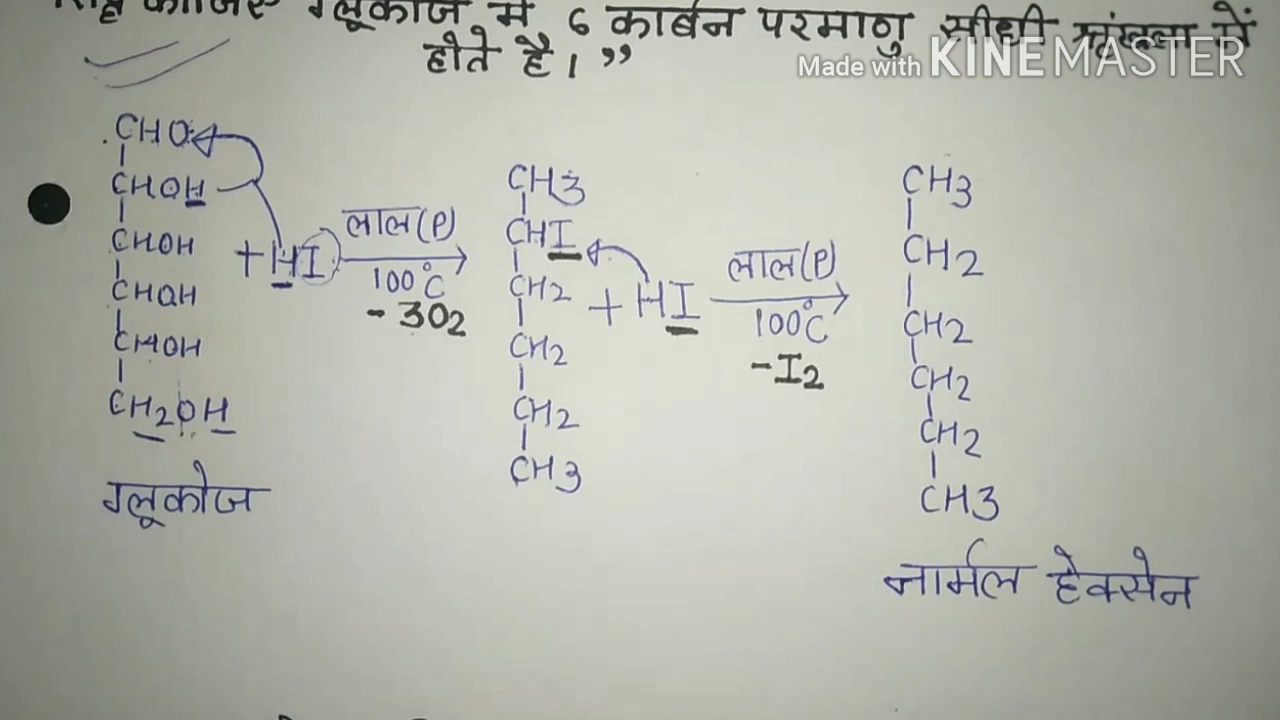 कीजिए ग्लूकोज में 6 कार्बन परमाणु सीधी श्रृंखला में
होते है।”
Made with KINEMASTER
CHO
CHOH
CHOH
CHOH
CHOH
CH2OH
ग्लूकोज
+ HI
लाल(P)
100°C
- 3O2
CH3
CHI
CH2
CH2
CH2
CH3
+ HI
लाल(P)
100°C
-I2
CH3
CH2
CH2
CH2
CH2
CH3
नार्मल हेक्सेन